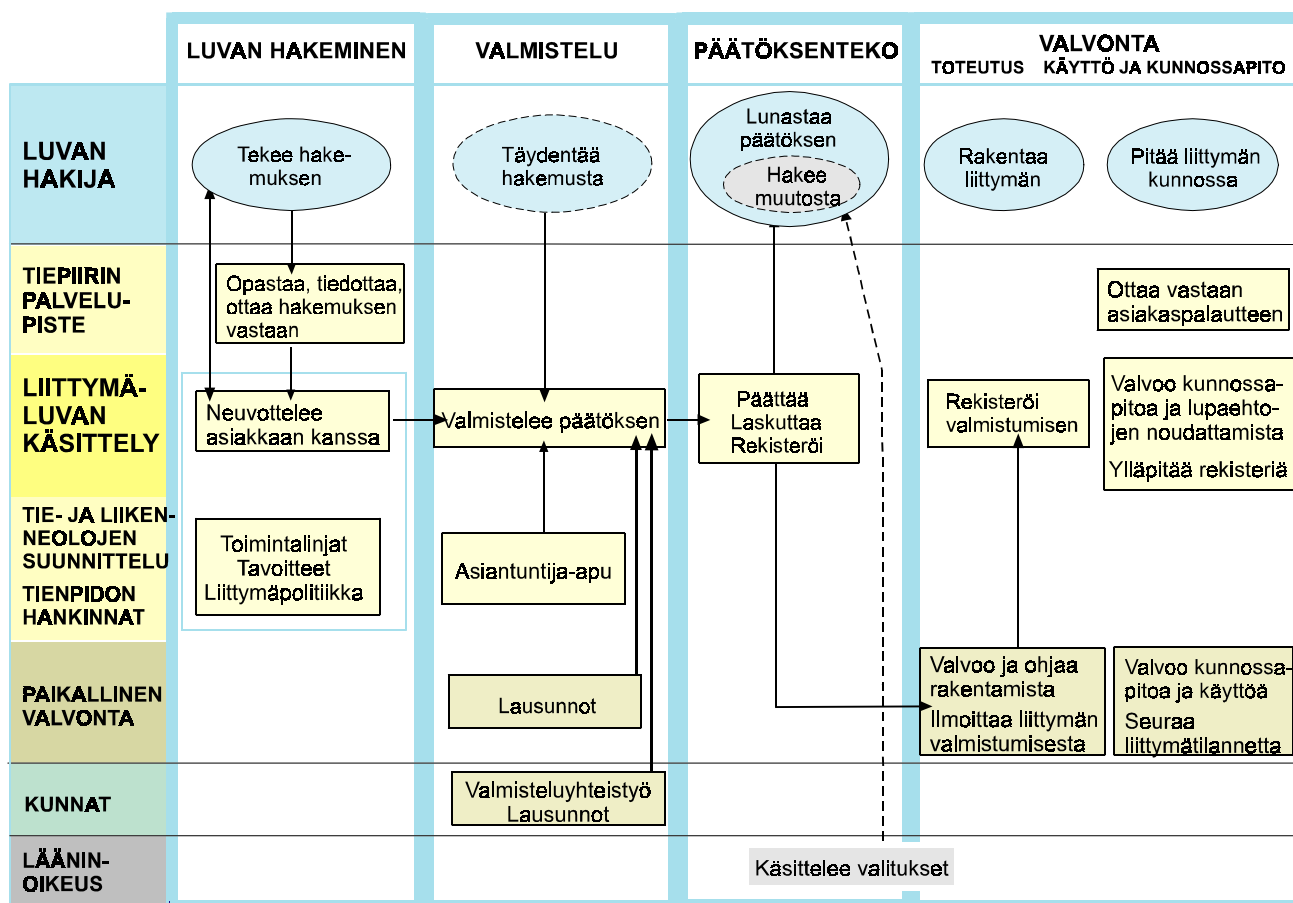 LUVAN HAKEMINEN
VALMISTELU
PÄÄTÖKSENTEKO
VALVONTA
TOTEUTUS
KÄYTTÖ JA KUNNOSSAPITO
LUVAN
HAKIJA
Tekee hake-
muksen
Täydentää
hakemusta
Lunastaa
päätöksen
Hakee
muutosta
Rakentaa
liittymän
Pitää liittymän
kunnossa
TIEPIIRIN
PALVELU-
PISTE
Opastaa, tiedottaa,
ottaa hakemuksen
vastaan
Ottaa vastaan
asiakaspalautteen
LIITTYMÄ-
LUVAN
KÄSITTELY
Neuvottelee
asiakkaan kanssa
Valmistelee päätöksen
Päättää
Laskuttaa
Rekisteröi
Rekisteröi
valmistumisen
Valvoo kunnossa-
pitoa ja lupaehto-
jen noudattamista
Ylläpitää rekisteriä
TIE- JA LIIKEN-
NEOLOJEN
SUUNNITTELU
TIENPIDON
HANKINNAT
Toimintalinjat
Tavoitteet
Liittymäpolitiikka
Asiantuntija-apu
PAIKALLINEN
VALVONTA
Lausunnot
Valvoo ja ohjaa
rakentamista
Ilmoittaa liittymän
valmistumisesta
Valvoo kunnossa-
pitoa ja käyttöä
Seuraa
liittymätilannetta
KUNNAT
Valmisteluyhteistyö
Lausunnot
LÄÄNIN-
OIKEUS
Käsittelee valitukset